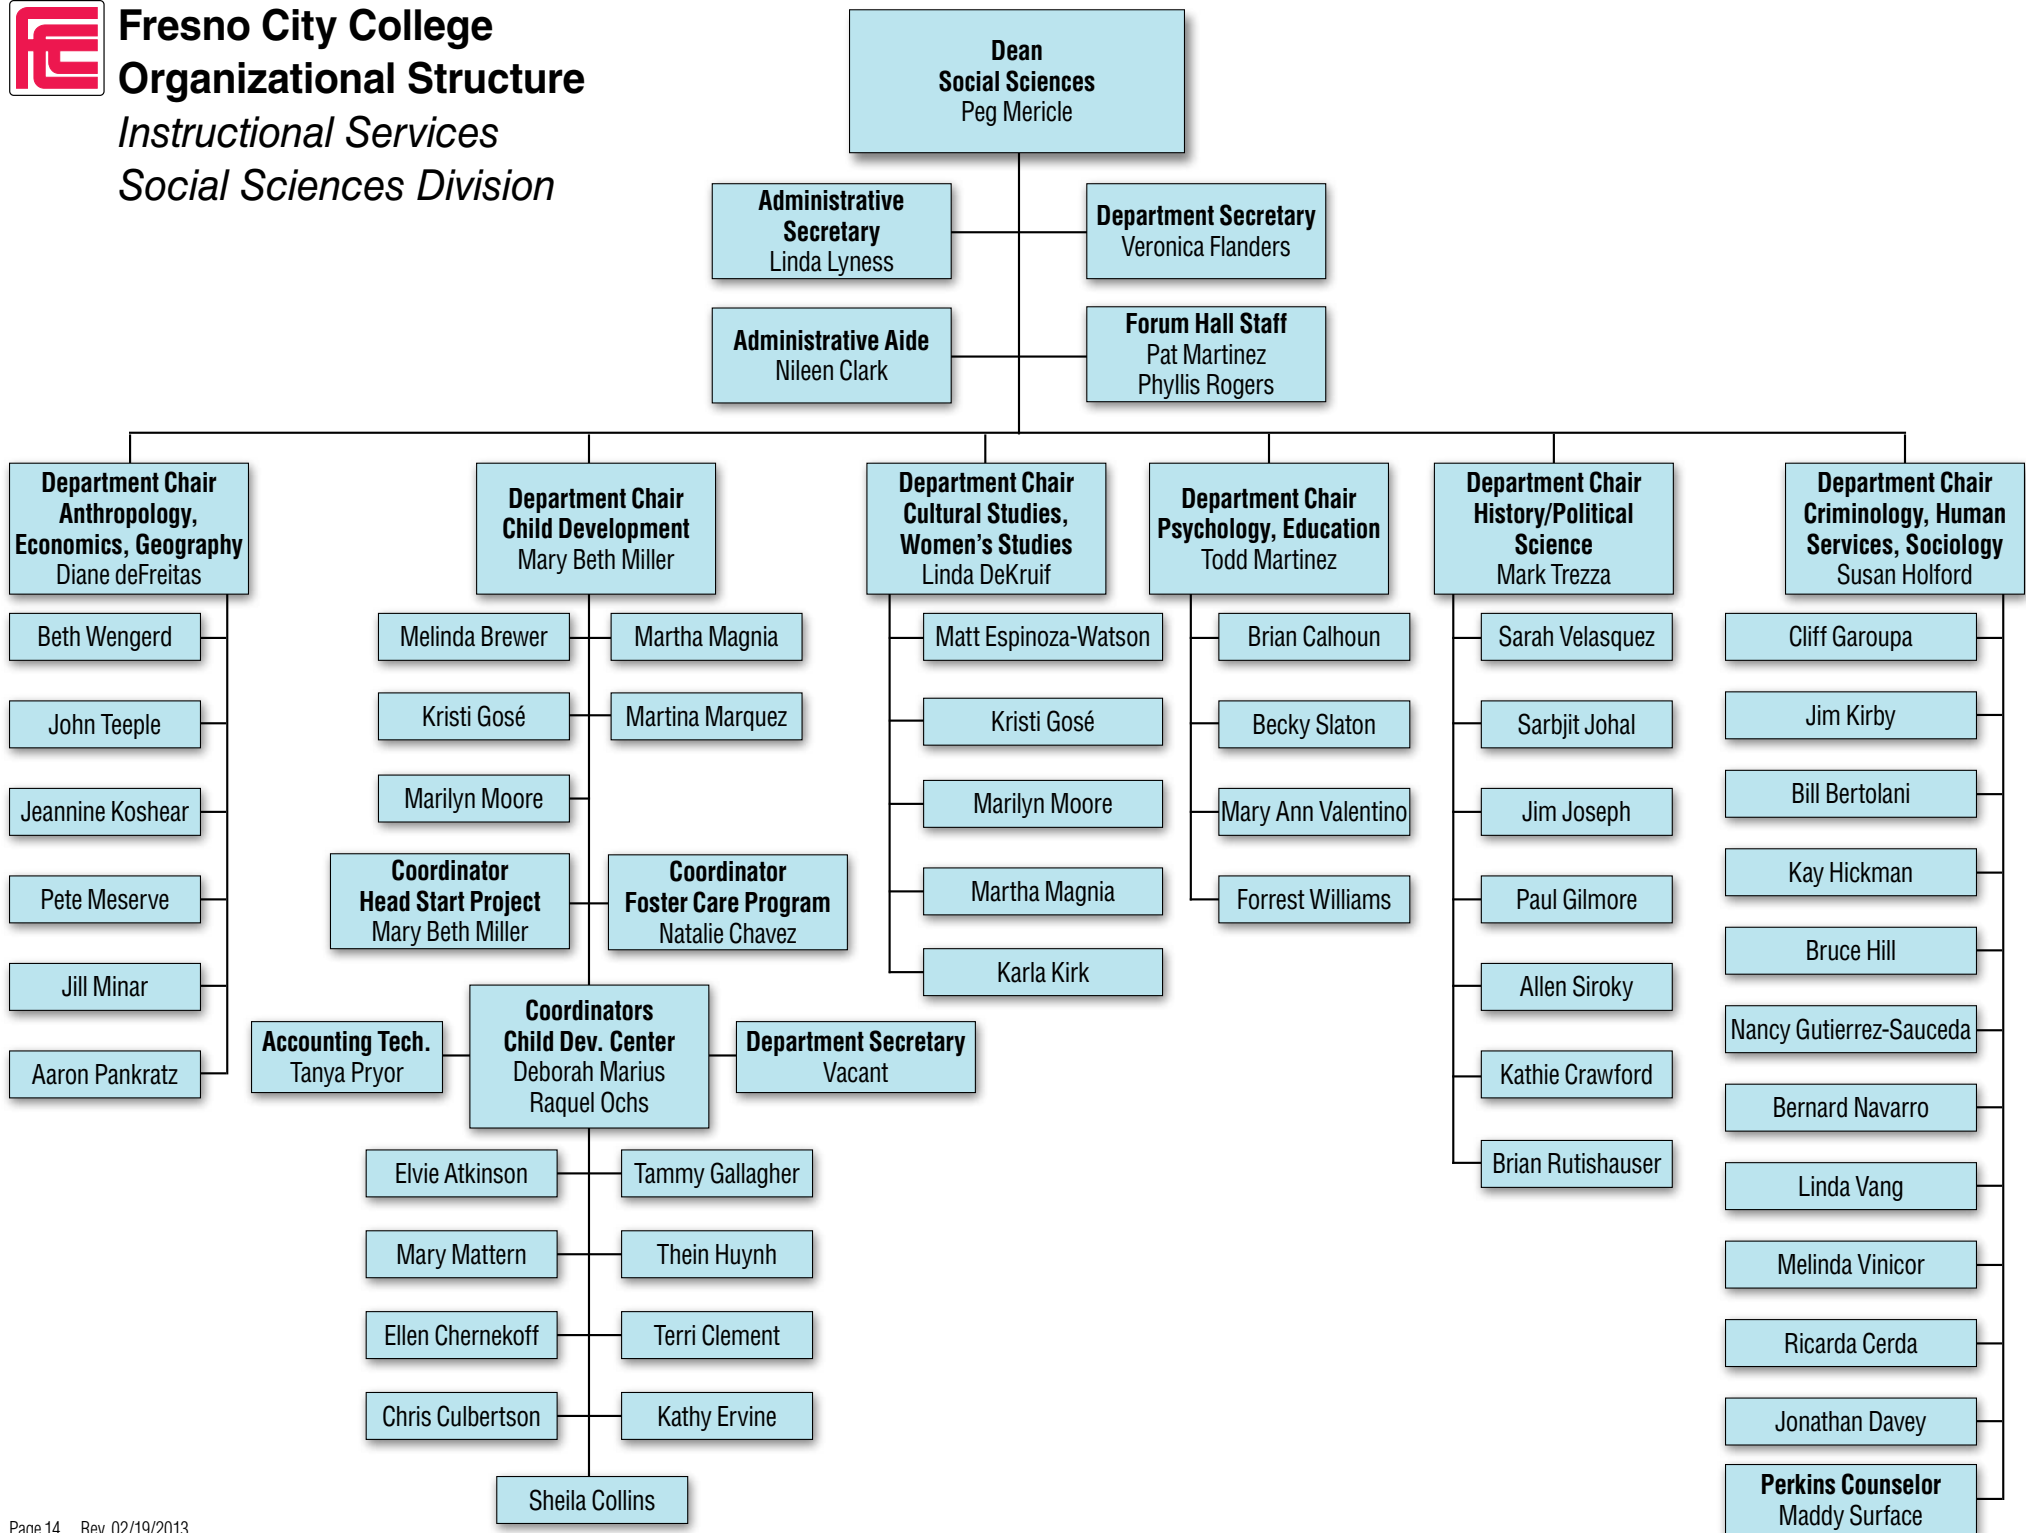 Fresno City College
Organizational Structure
Instructional Services
Social Sciences Division
Dean
Social Sciences
Peg Mericle
Administrative
Secretary
Linda Lyness
Department Secretary
Veronica Flanders
Administrative Aide
Nileen Clark
Forum Hall Staff
Pat Martinez
Phyllis Rogers
Department Chair
Anthropology,
Economics, Geography
Diane deFreitas
Beth Wengerd
John Teeple
Jeannine Koshear
Pete Meserve
Jill Minar
Aaron Pankratz
Department Chair
Child Development
Mary Beth Miller
Melinda Brewer
Martha Magnia
Kristi Gosé
Martina Marquez
Marilyn Moore
Coordinator
Head Start Project
Mary Beth Miller
Coordinator
Foster Care Program
Natalie Chavez
Accounting Tech.
Tanya Pryor
Coordinators
Child Dev. Center
Deborah Marius
Raquel Ochs
Department Secretary
Vacant
Elvie Atkinson
Tammy Gallagher
Mary Mattern
Thein Huynh
Ellen Chernekoff
Terri Clement
Chris Culbertson
Kathy Ervine
Sheila Collins
Department Chair
Cultural Studies,
Women's Studies
Linda DeKruif
Matt Espinoza-Watson
Kristi Gosé
Marilyn Moore
Martha Magnia
Karla Kirk
Department Chair
Psychology, Education
Todd Martinez
Brian Calhoun
Becky Slaton
Mary Ann Valentino
Forrest Williams
Department Chair
History/Political
Science
Mark Trezza
Sarah Velasquez
Sarbjit Johal
Jim Joseph
Paul Gilmore
Allen Siroky
Kathie Crawford
Brian Rutishauser
Department Chair
Criminology, Human
Services, Sociology
Susan Holford
Cliff Garoupa
Jim Kirby
Bill Bertolani
Kay Hickman
Bruce Hill
Nancy Gutierrez-Sauceda
Bernard Navarro
Linda Vang
Melinda Vinicor
Ricarda Cerda
Jonathan Davey
Perkins Counselor
Maddy Surface
Page 14 Rev. 02/19/2013